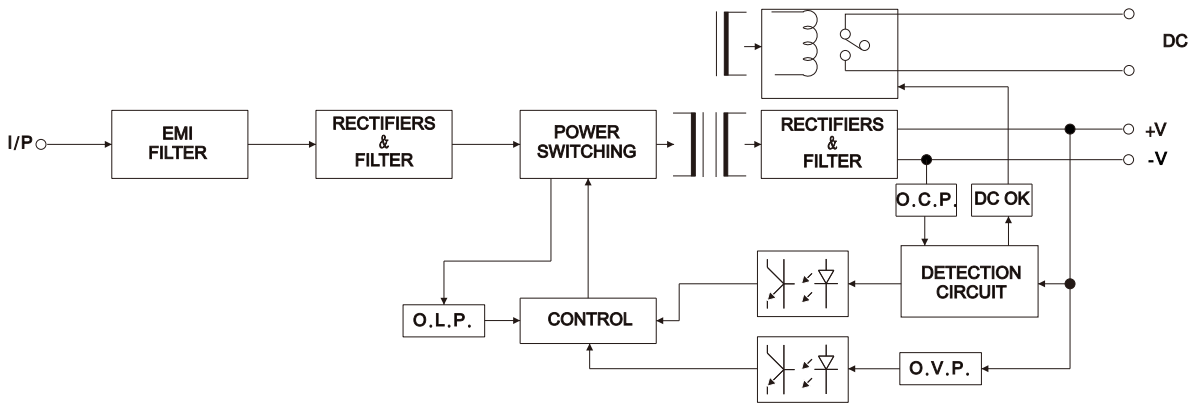 DC
I/P
EMI
FILTER
RECTIFIERS
&
FILTER
POWER
SWITCHING
RECTIFIERS
&
FILTER
+V
-V
O.C.P.
DC OK
DETECTION
CIRCUIT
O.L.P.
CONTROL
O.V.P.